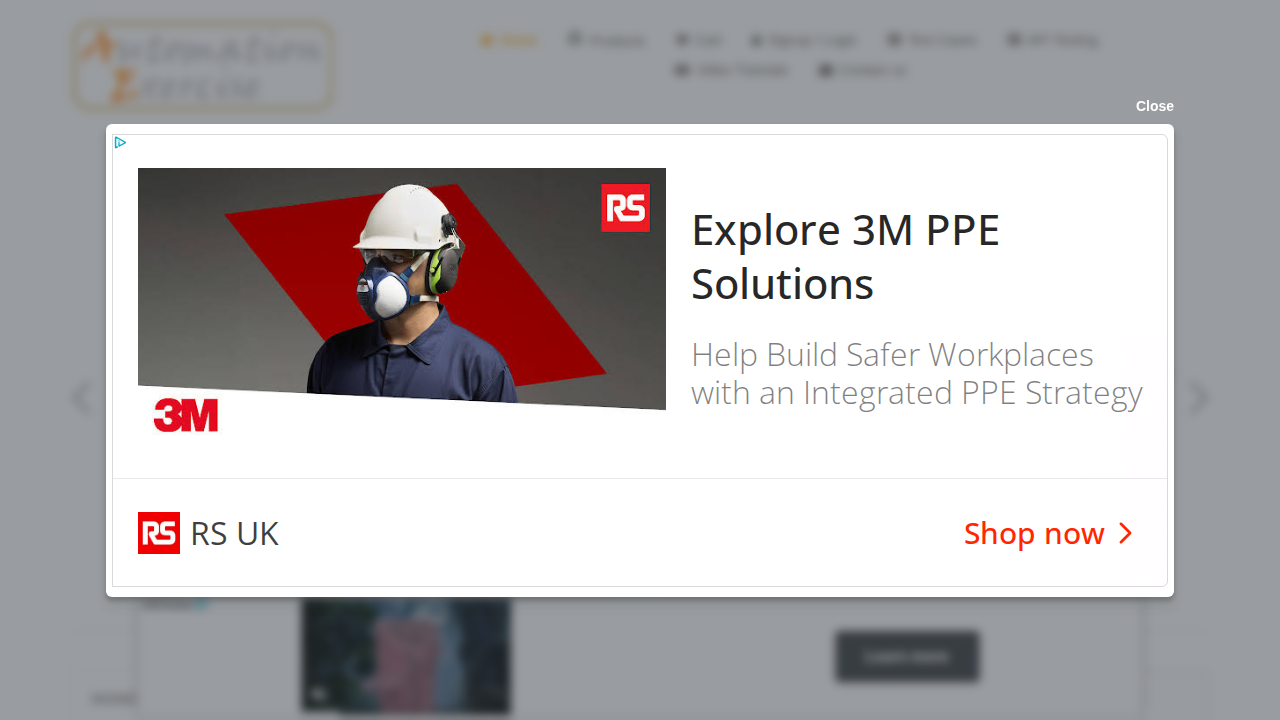 Close
RS
Explore 3M PPE
Solutions
Help Build Safer Workplaces
with an Integrated PPE Strategy
3M
RS RS UK
Shop now
Learn more